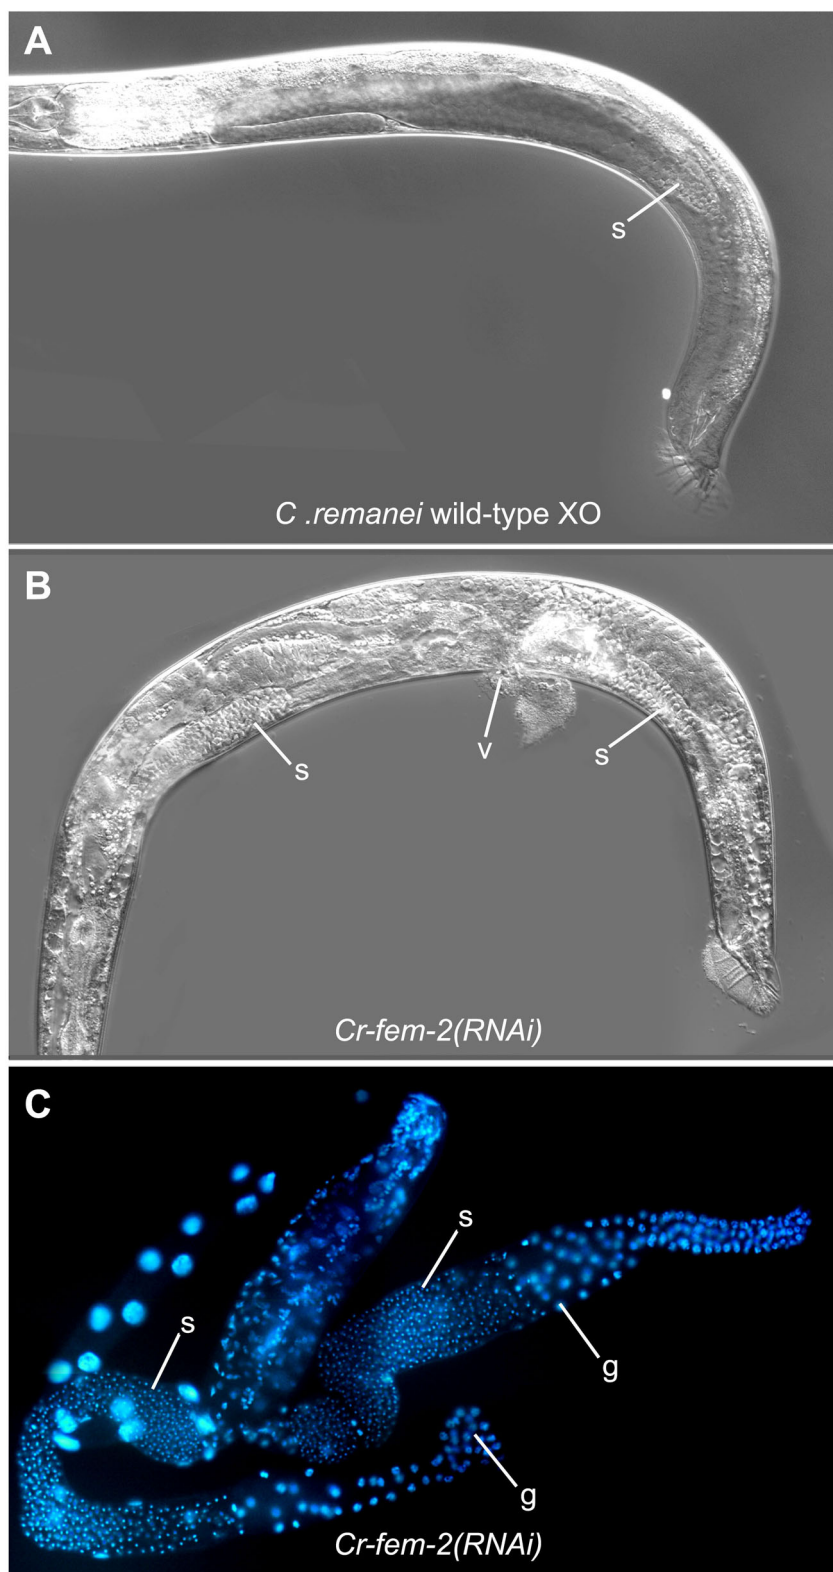 A
s
C .remanei wild-type XO
B
s
v
s
Cr-fem-2(RNAi)
C
s
s
g
g
Cr-fem-2(RNAi)